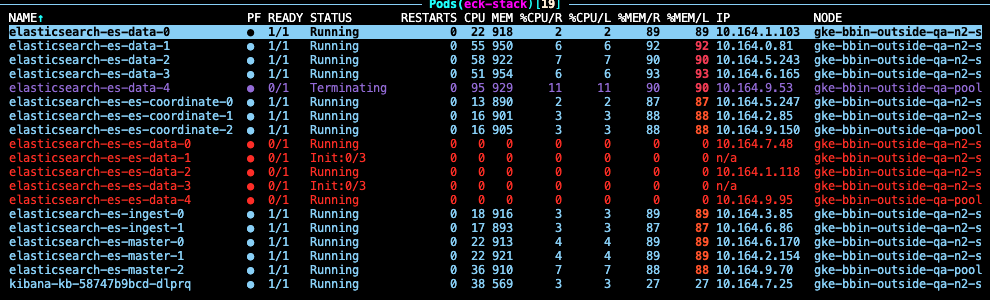 Pods(eck-stack)[19]
NAME↑ PF READY STATUS RESTARTS CPU MEM %CPU/R %CPU/L %MEM/R %MEM/L IP NODE
elasticsearch-es-data-0 ● 1/1 Running 0 22 918 2 2 89 89 10.164.1.103 gke-bbin-outside-qa-n2-s
elasticsearch-es-data-1 ● 1/1 Running 0 55 950 6 6 92 92 10.164.0.81 gke-bbin-outside-qa-n2-s
elasticsearch-es-data-2 ● 1/1 Running 0 58 922 7 7 90 90 10.164.5.243 gke-bbin-outside-qa-n2-s
elasticsearch-es-data-3 ● 1/1 Running 0 51 954 6 6 93 93 10.164.6.165 gke-bbin-outside-qa-n2-s
elasticsearch-es-data-4 ● 0/1 Terminating 0 95 929 11 11 90 90 10.164.9.53 gke-bbin-outside-qa-pool
elasticsearch-es-es-coordinate-0 ● 1/1 Running 0 13 890 2 2 87 87 10.164.5.247 gke-bbin-outside-qa-n2-s
elasticsearch-es-es-coordinate-1 ● 1/1 Running 0 16 901 3 3 88 88 10.164.2.85 gke-bbin-outside-qa-n2-s
elasticsearch-es-es-coordinate-2 ● 1/1 Running 0 16 905 3 3 88 88 10.164.9.150 gke-bbin-outside-qa-pool
elasticsearch-es-es-data-0 ● 0/1 Running 0 0 0 0 0 0 0 10.164.7.48 gke-bbin-outside-qa-n2-s
elasticsearch-es-es-data-1 ● 0/1 Init:0/3 0 0 0 0 0 0 0 n/a gke-bbin-outside-qa-n2-s
elasticsearch-es-es-data-2 ● 0/1 Running 0 0 0 0 0 0 0 10.164.1.118 gke-bbin-outside-qa-n2-s
elasticsearch-es-es-data-3 ● 0/1 Init:0/3 0 0 0 0 0 0 0 n/a gke-bbin-outside-qa-n2-s
elasticsearch-es-es-data-4 ● 0/1 Running 0 0 0 0 0 0 0 10.164.9.95 gke-bbin-outside-qa-pool
elasticsearch-es-ingest-0 ● 1/1 Running 0 18 916 3 3 89 89 10.164.3.85 gke-bbin-outside-qa-n2-s
elasticsearch-es-ingest-1 ● 1/1 Running 0 17 893 3 3 87 87 10.164.6.86 gke-bbin-outside-qa-n2-s
elasticsearch-es-master-0 ● 1/1 Running 0 22 913 4 4 89 89 10.164.6.170 gke-bbin-outside-qa-n2-s
elasticsearch-es-master-1 ● 1/1 Running 0 22 921 4 4 89 89 10.164.2.154 gke-bbin-outside-qa-n2-s
elasticsearch-es-master-2 ● 1/1 Running 0 36 910 7 7 88 88 10.164.9.70 gke-bbin-outside-qa-pool
kibana-kb-58747b9bcd-dlprq ● 1/1 Running 0 38 569 3 3 27 27 10.164.7.25 gke-bbin-outside-qa-n2-s